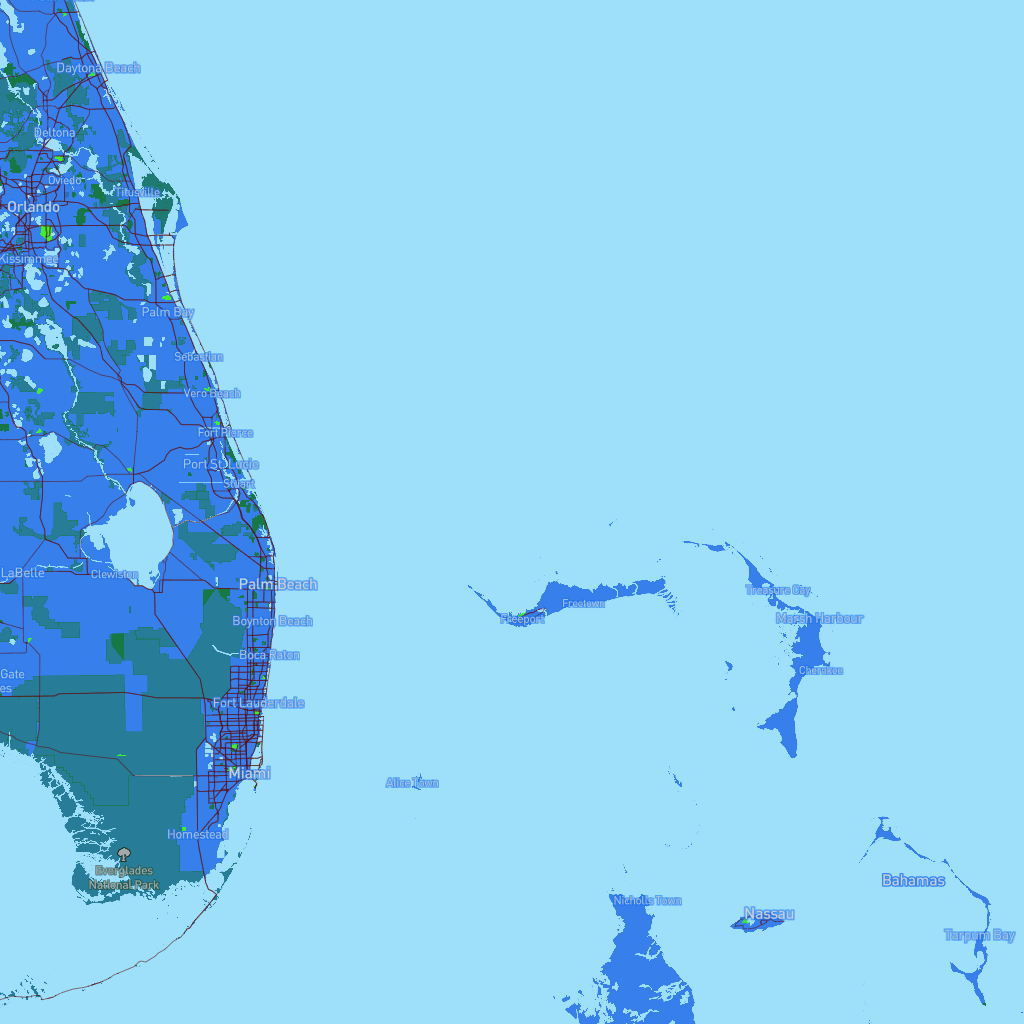 Daytona Beach
Deltona
Oviedo
Titusville
Orlando
Kissimmee
Palm Bay
Sebastian
Vero Beach
Fort Pierce
Port St. Lucie
Stuart
LaBelle
Clewiston
Palm Beach
Treasure Cay
Freetown
Freeport
Marsh Harbour
Boynton Beach
Boca Raton
Cherokee
Gate
es
Fort Lauderdale
Miami
Alice Town
Homestead
Everglades
National Park
Bahamas
Nicholls Town
Nassau
Tarpum Bay